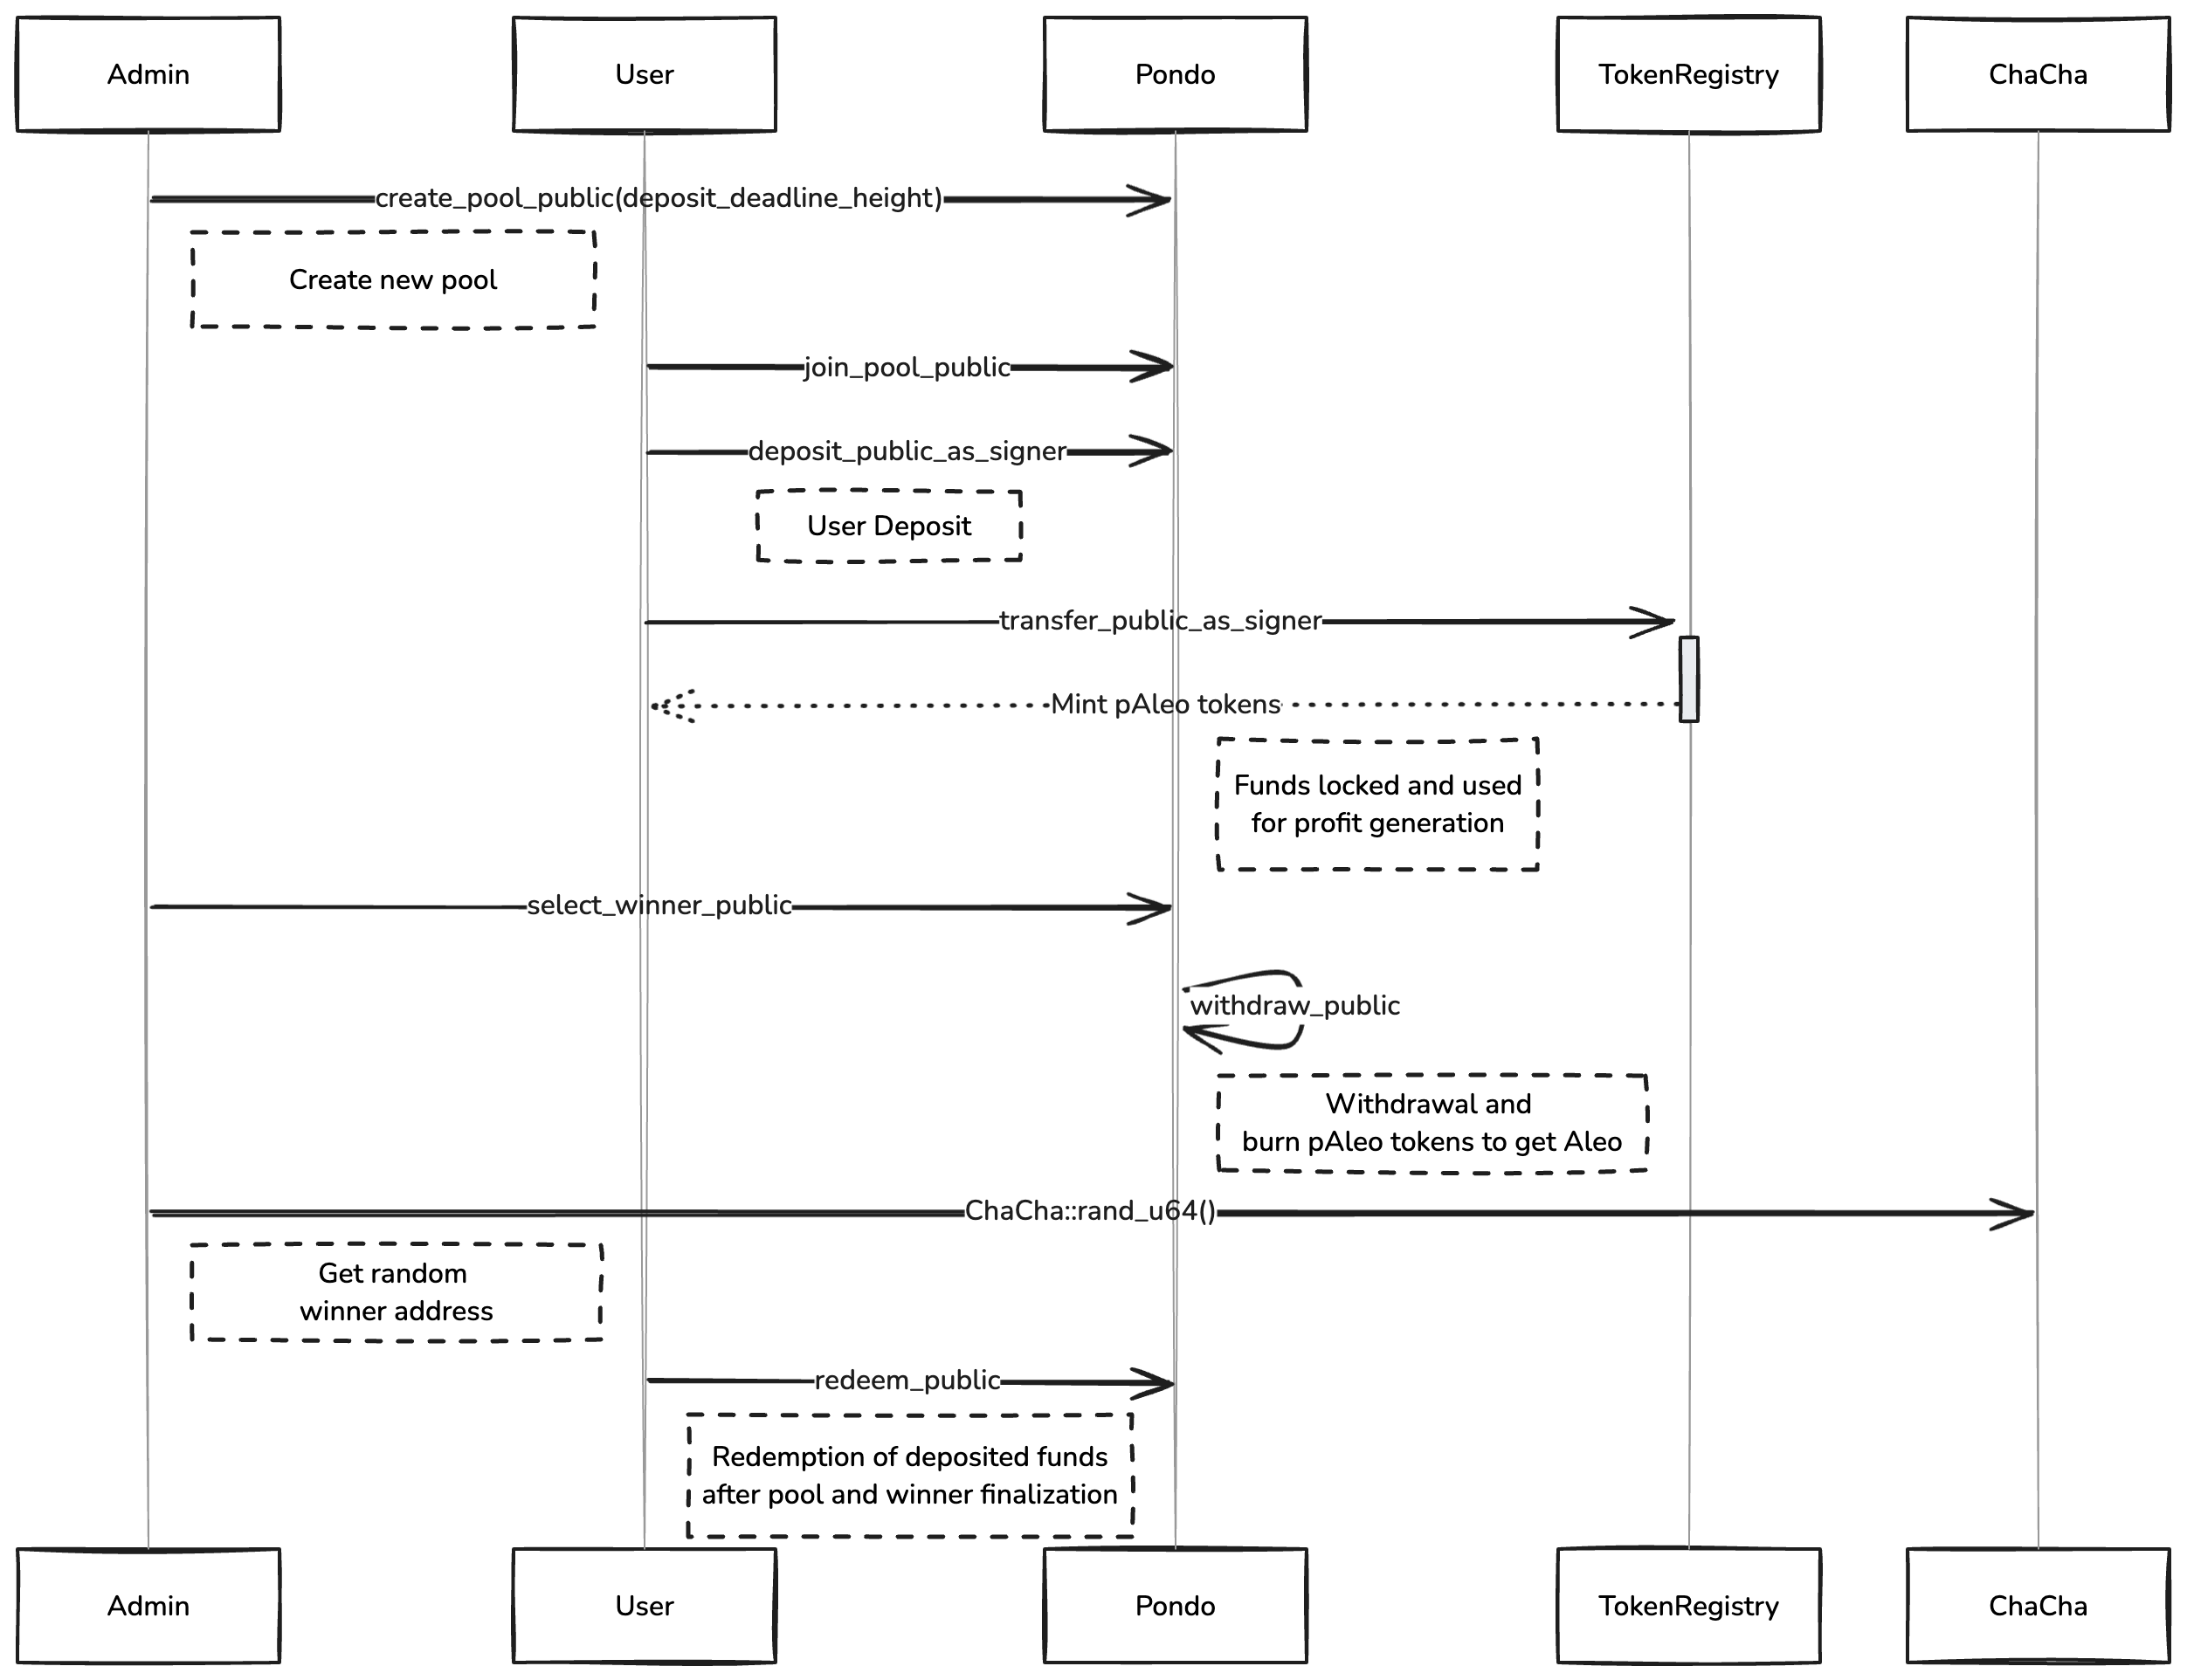 Admin
User
Pondo
TokenRegistry
ChaCha
create_pool_public(deposit_deadline_height)
Create new pool
join_pool_public
deposit_public_as_signer
User Deposit
transfer_public_as_signer
Mint pAleo tokens
Funds locked and used
for profit generation
select_winner_public
withdraw_public
Withdrawal and
burn pAleo tokens to get Aleo
ChaCha::rand_u64()
Get random
winner address
redeem_public
Redemption of deposited funds
after pool and winner finalization
Admin
User
Pondo
TokenRegistry
ChaCha